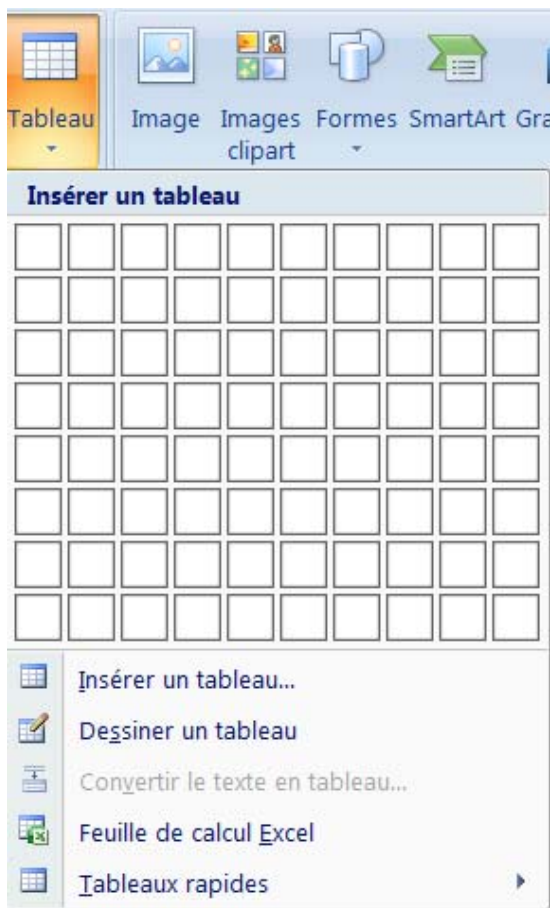 Tableau Image Images Formes SmartArt Gra
clipart
Insérer un tableau
Insérer un tableau...
Dessiner un tableau
Convertir le texte en tableau...
Feuille de calcul Excel
Tableaux rapides